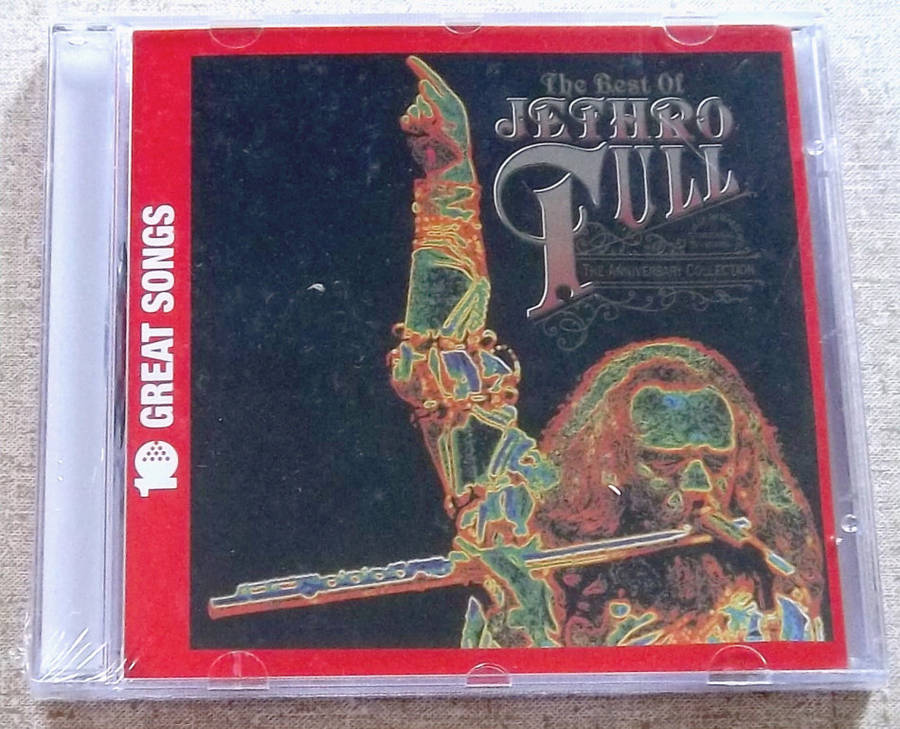 The Best Of
JETHRO
TULL
THE ANNIVERSARY COLLECTION
10 GREAT SONGS